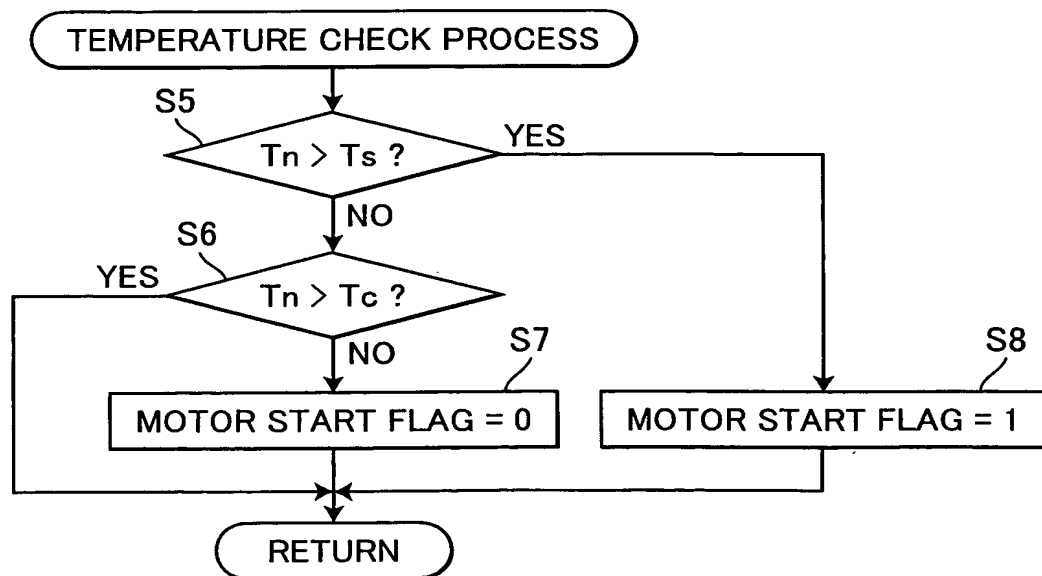 TEMPERATURE CHECK PROCESS
S5
Tn > Ts ?
YES
NO
S6
YES
Tn > Tc ?
NO
S7
MOTOR START FLAG = 0
S8
MOTOR START FLAG = 1
RETURN